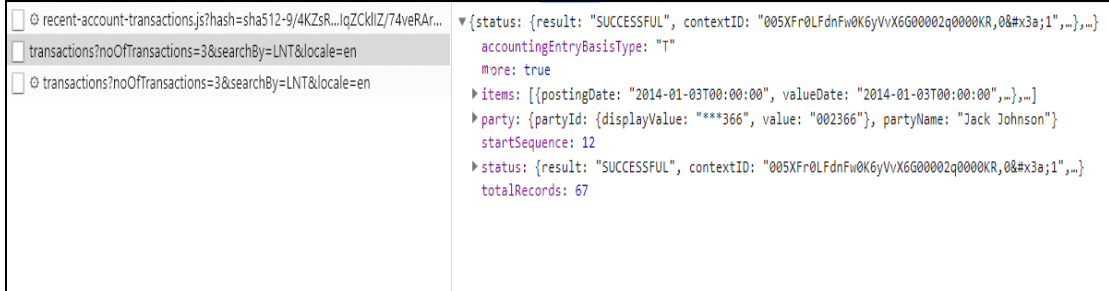 recent-account-transactions.js?hash=sha512-9/4KZsR...IqZCklIZ/74veRAr...
transactions?noOfTransactions=3&searchBy=LNT&locale=en
transactions?noOfTransactions=3&searchBy=LNT&locale=en
{status: {result: "SUCCESSFUL", contextID: "005XFr0LFdnFw0K6yVvX6G00002q0000KR,0&#x3a;1",…},…}
accountingEntryBasisType: "T"
more: true
items: [{postingDate: "2014-01-03T00:00:00", valueDate: "2014-01-03T00:00:00",…},…]
party: {partyId: {displayValue: "***366", value: "002366"}, partyName: "Jack Johnson"}
startSequence: 12
status: {result: "SUCCESSFUL", contextID: "005XFr0LFdnFw0K6yVvX6G00002q0000KR,0&#x3a;1",…}
totalRecords: 67